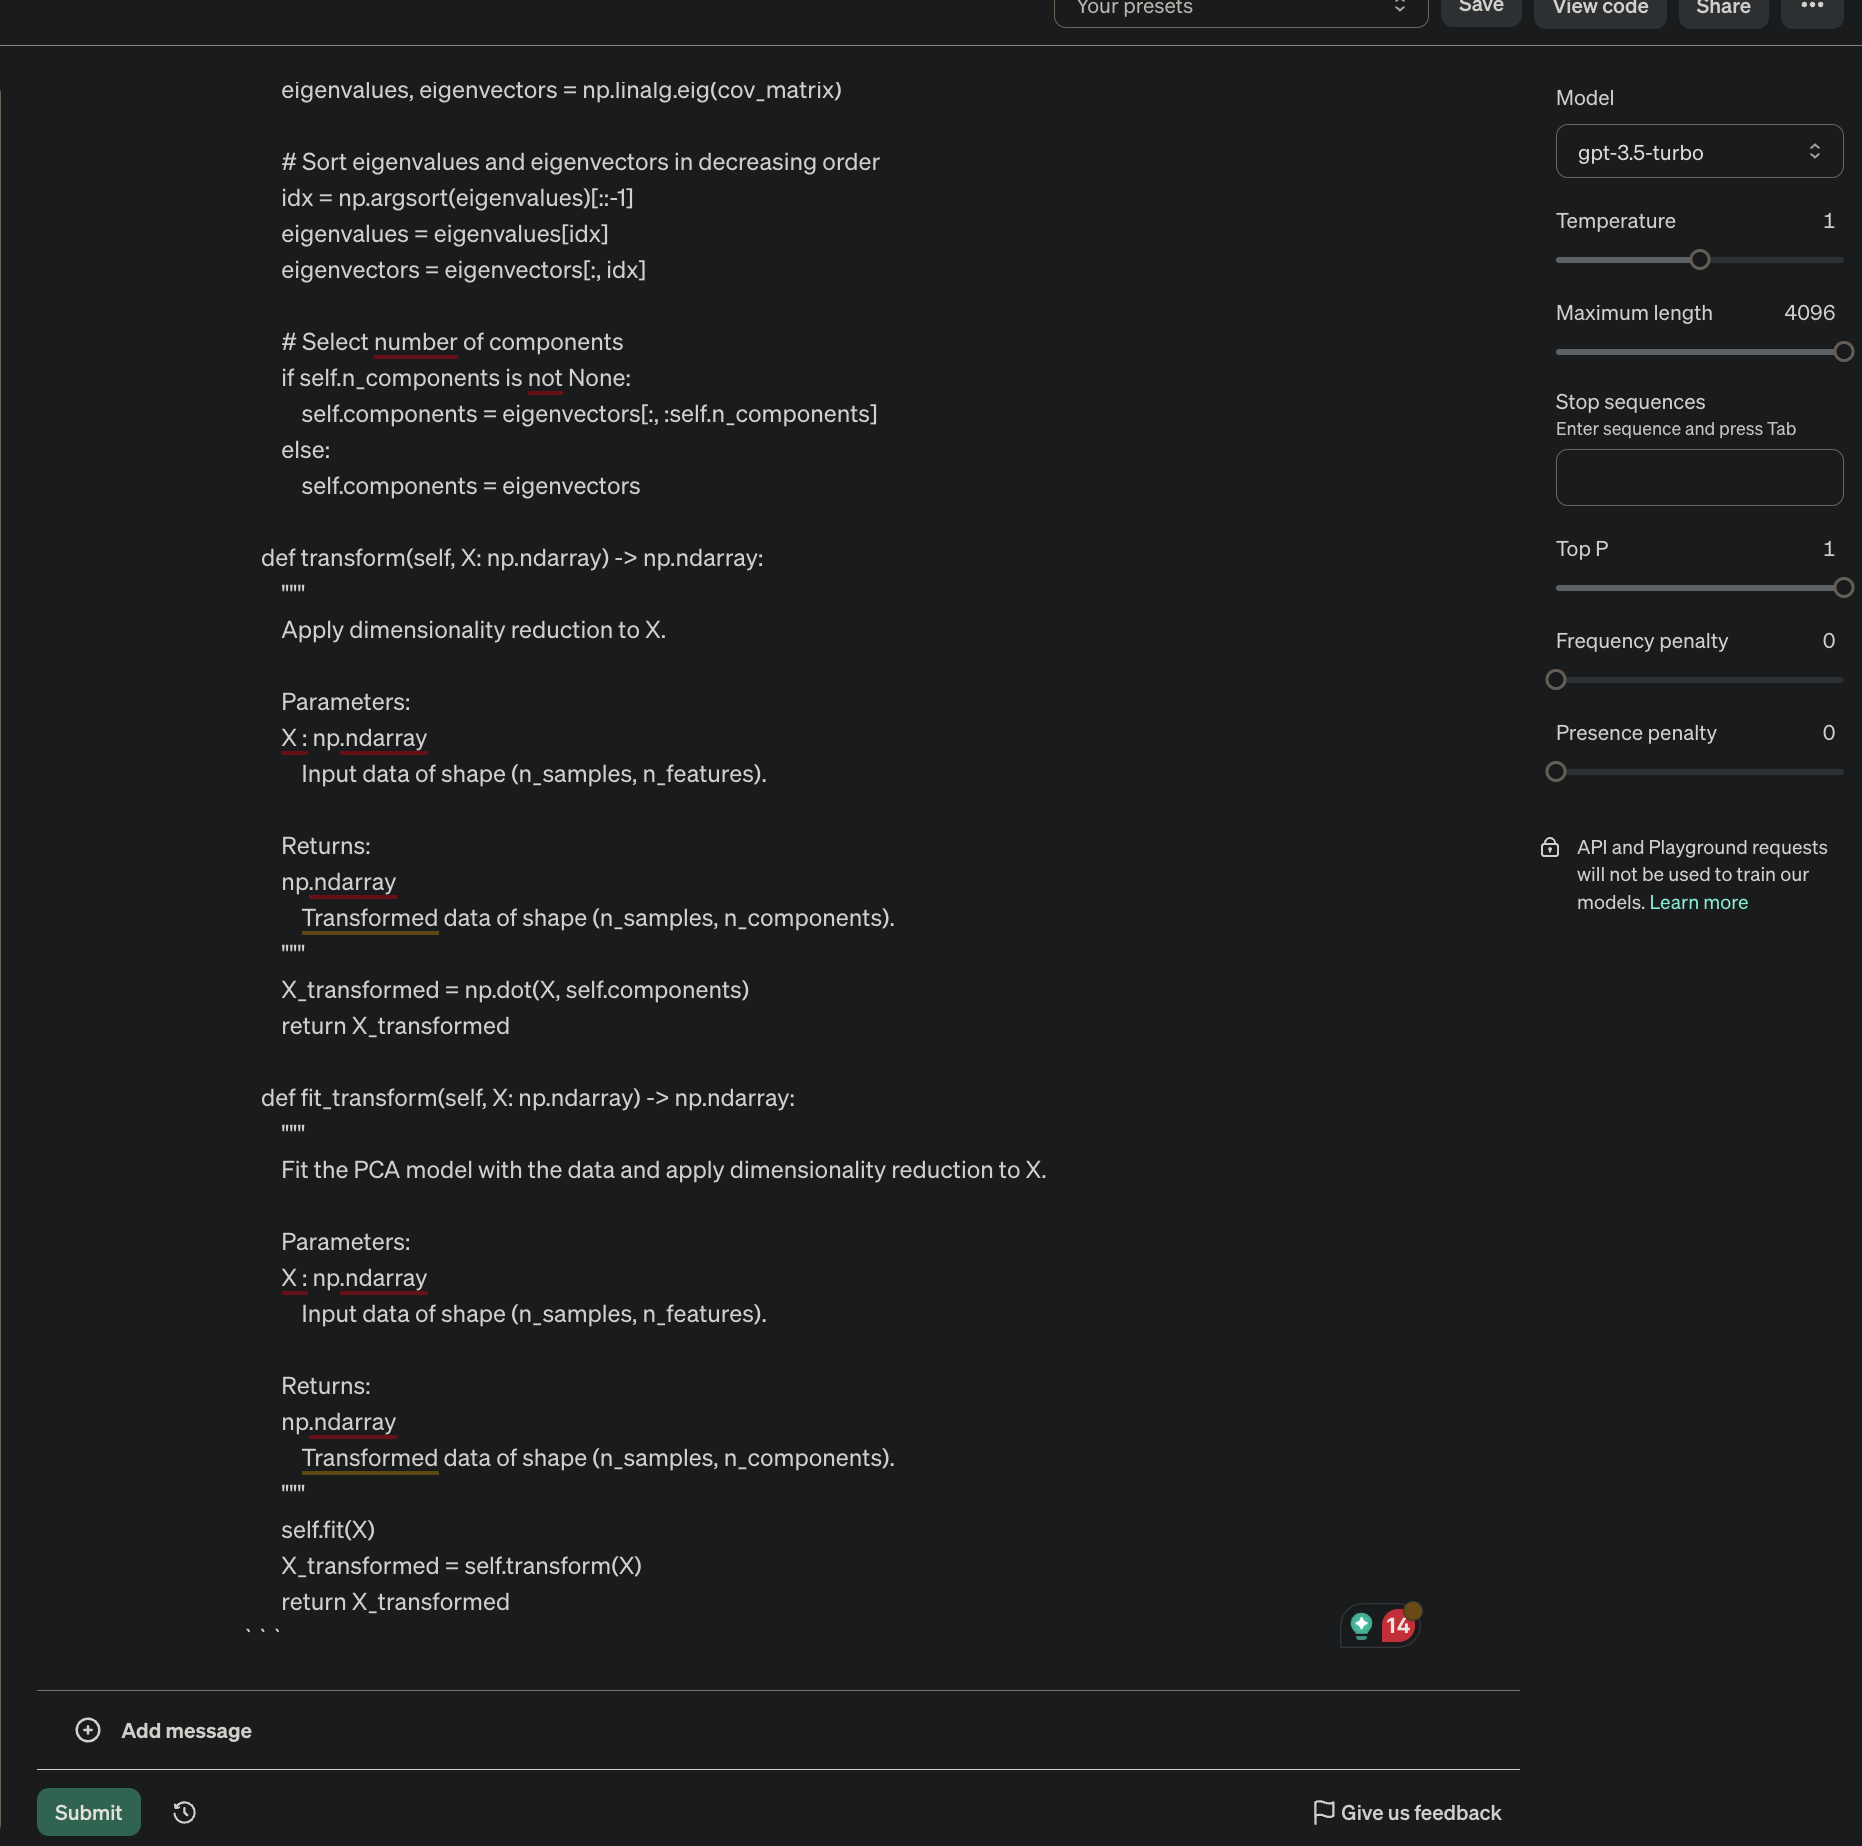 Your presets
Save
View code
Share
eigenvalues, eigenvectors = np.linalg.eig(cov_matrix)
# Sort eigenvalues and eigenvectors in decreasing order
idx = np.argsort(eigenvalues)[::-1]
eigenvalues = eigenvalues[idx]
eigenvectors = eigenvectors[:, idx]
# Select number of components
if self.n_components is not None:
self.components = eigenvectors[:, :self.n_components]
else:
self.components = eigenvectors
def transform(self, X: np.ndarray) -> np.ndarray:
"""
Apply dimensionality reduction to X.
Parameters:
X : np.ndarray
Input data of shape (n_samples, n_features).
Returns:
np.ndarray
Transformed data of shape (n_samples, n_components).
"""
X_transformed = np.dot(X, self.components)
return X_transformed
def fit_transform(self, X: np.ndarray) -> np.ndarray:
"""
Fit the PCA model with the data and apply dimensionality reduction to X.
Parameters:
X : np.ndarray
Input data of shape (n_samples, n_features).
Returns:
np.ndarray
Transformed data of shape (n_samples, n_components).
"""
self.fit(X)
X_transformed = self.transform(X)
return X_transformed
```
14
Add message
Submit
Give us feedback
Model
gpt-3.5-turbo
Temperature 1
Maximum length 4096
Stop sequences
Enter sequence and press Tab
Top P 1
Frequency penalty 0
Presence penalty 0
API and Playground requests
will not be used to train our
models. Learn more